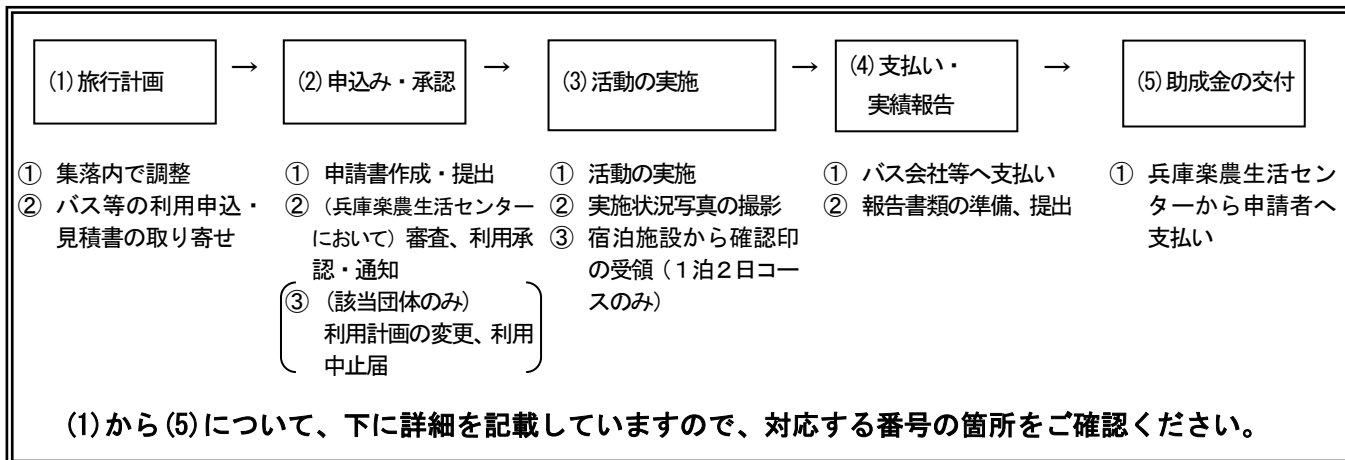 (1)旅行計画 → (2)申込み・承認 → (3)活動の実施 → (4)支払い・ → (5)助成金の交付
実績報告
① 集落内で調整
② バス等の利用申込・
見積書の取り寄せ
① 申請書作成・提出
② (兵庫楽農生活センター
において)審査、利用承
認・通知
③ (該当団体のみ)
利用計画の変更、利用
中止届
① 活動の実施
② 実施状況写真の撮影
③ 宿泊施設から確認印
の受領(1泊2日コー
スのみ)
① バス会社等へ支払い
② 報告書類の準備、提出
① 兵庫楽農生活セン
ターから申請者へ
支払い
(1)から(5)について、下に詳細を記載していますので、対応する番号の箇所をご確認ください。